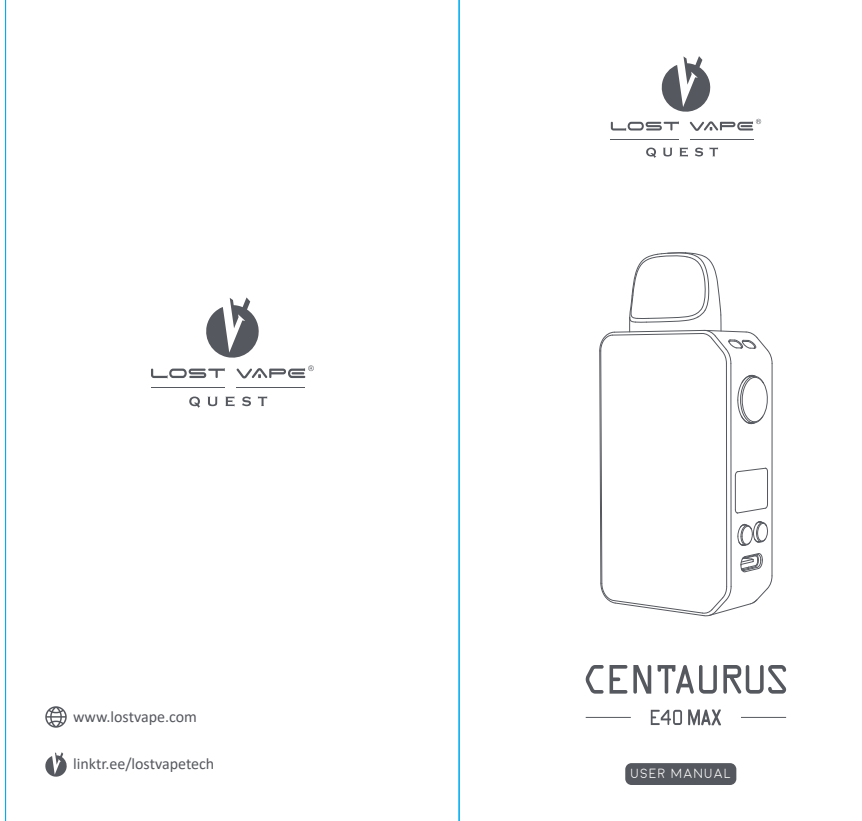 LOST VAPE®
QUEST
www.lostvape.com
linktr.ee/lostvapetech
LOST VAPE®
QUEST
CENTAURUS
E40 MAX
USER MANUAL